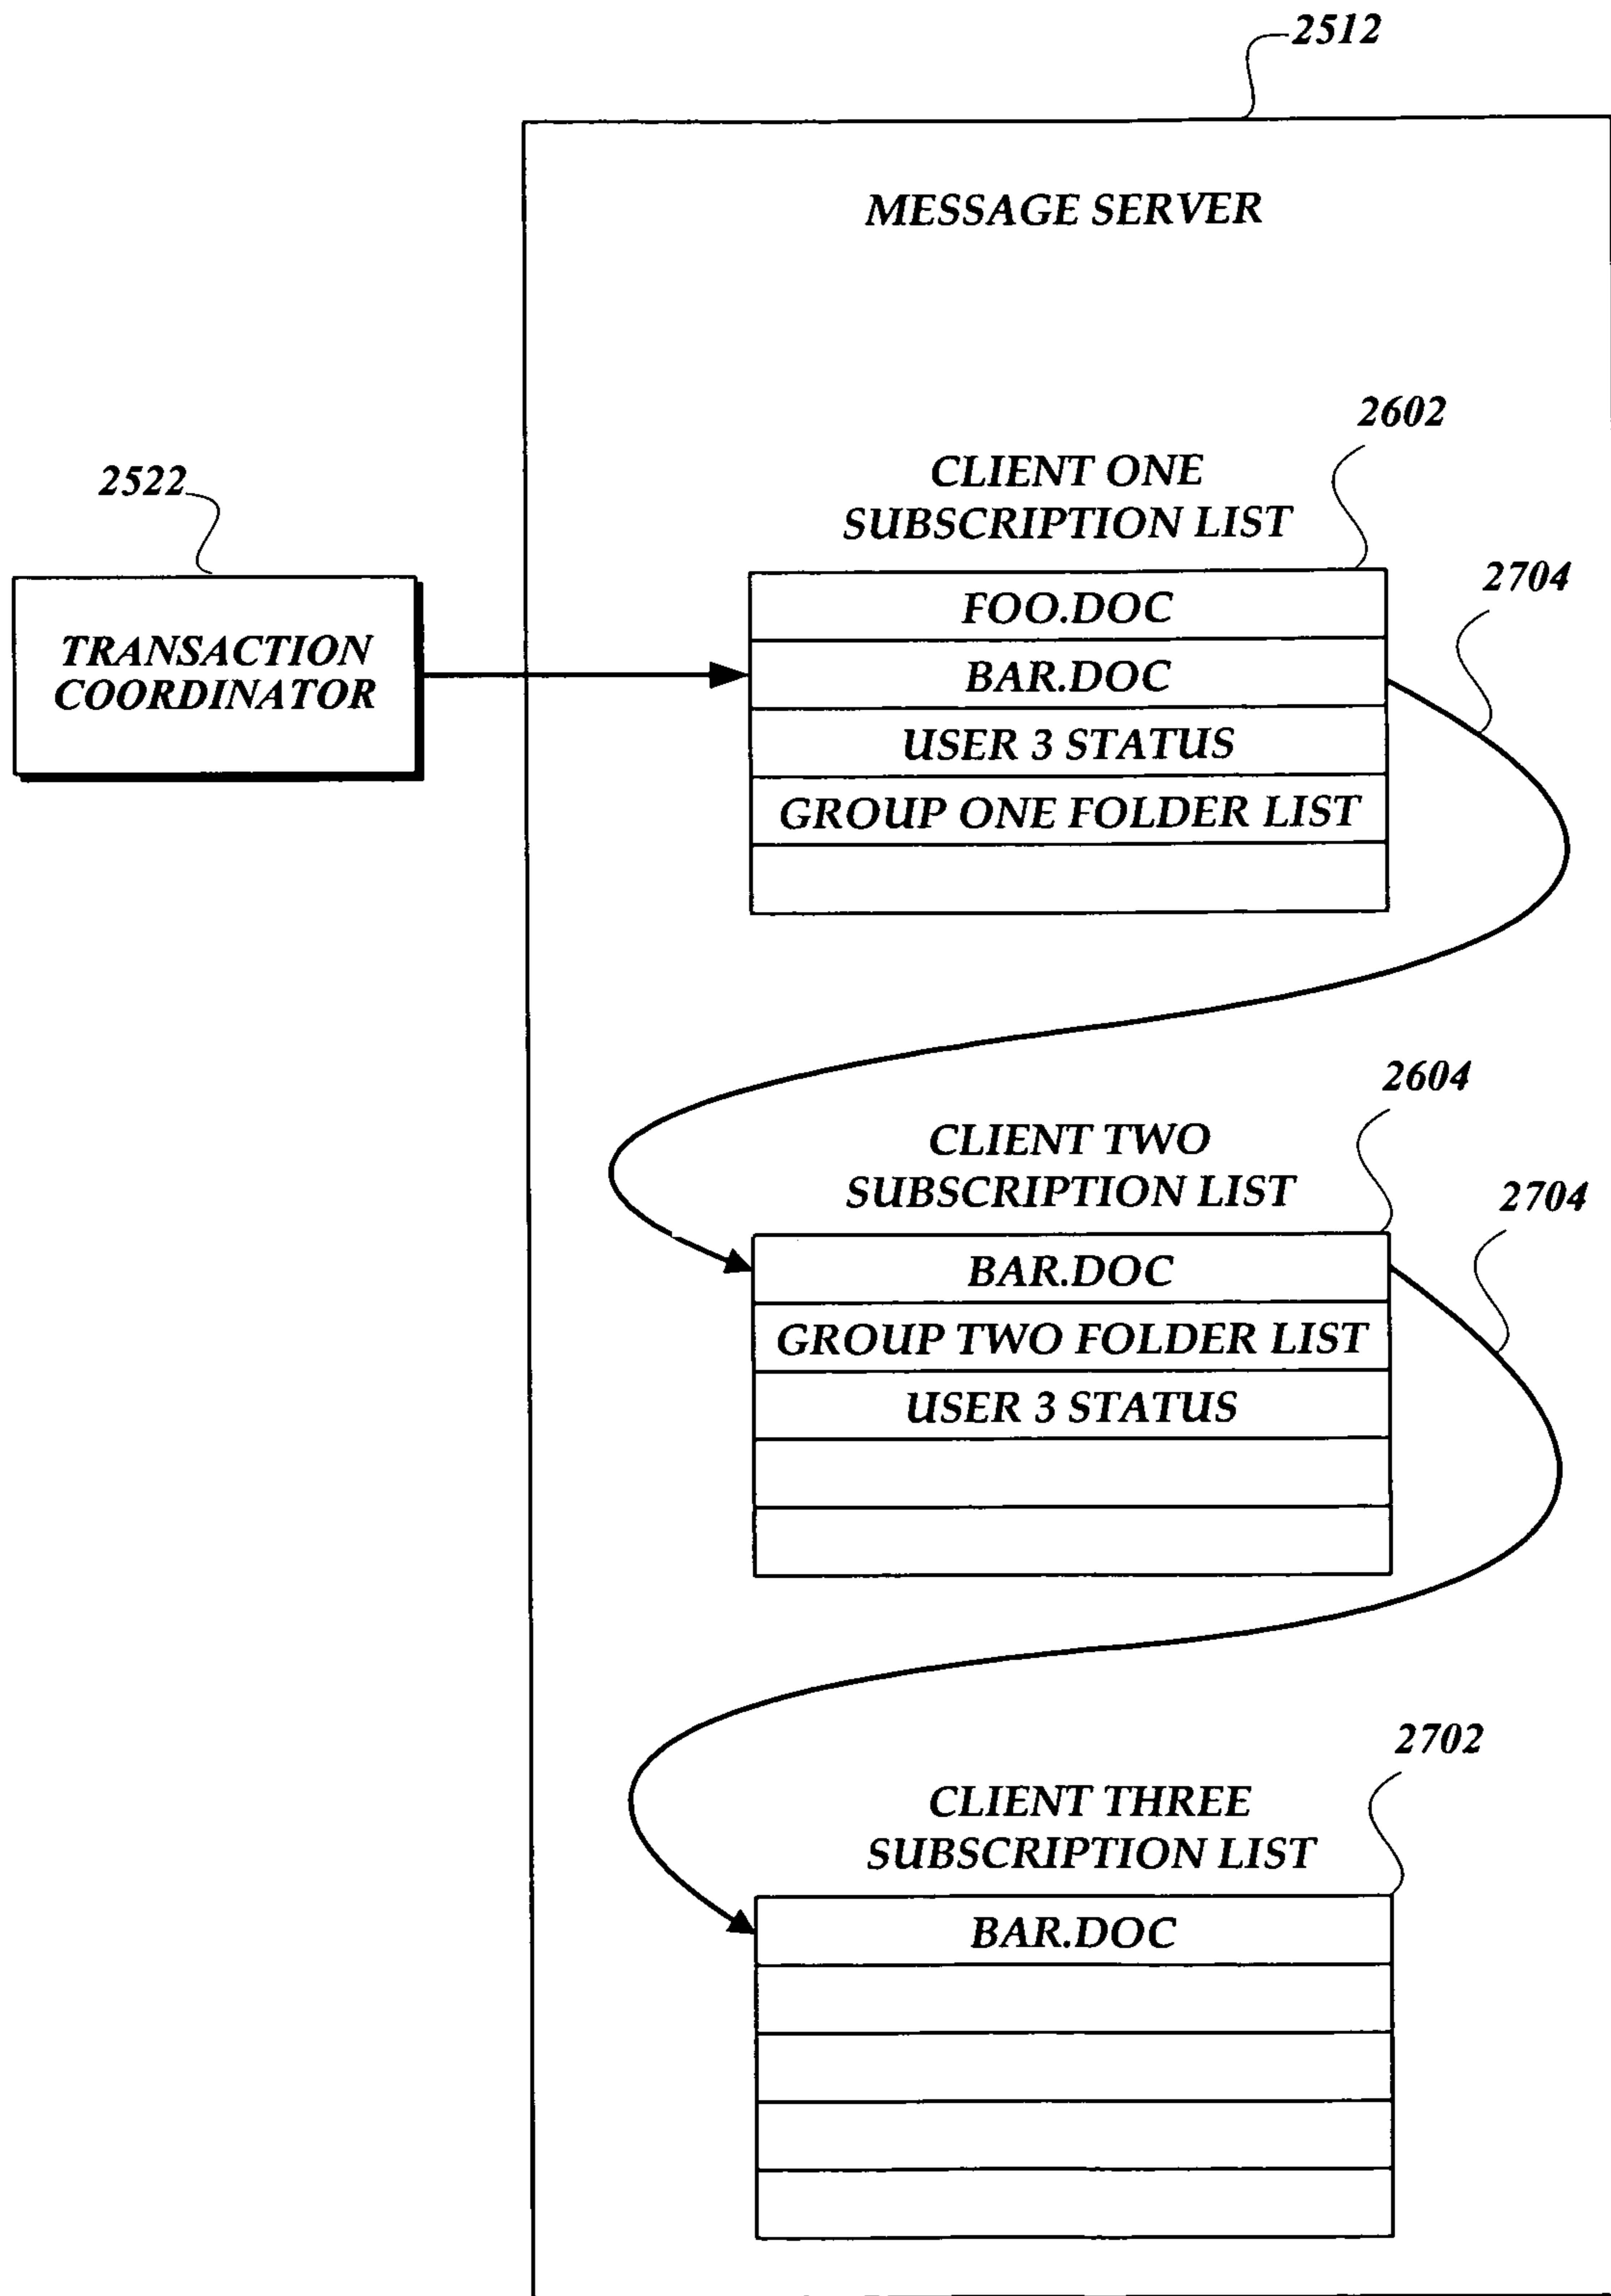 2512
MESSAGE SERVER
2602
CLIENT ONE
SUBSCRIPTION LIST
2522
2704
FOO.DOC
TRANSACTION
COORDINATOR
BAR.DOC
USER 3 STATUS
GROUP ONE FOLDER LIST
2604
CLIENT TWO
SUBSCRIPTION LIST
2704
BAR.DOC
GROUP TWO FOLDER LIST
USER 3 STATUS
2702
CLIENT THREE
SUBSCRIPTION LIST
BAR.DOC